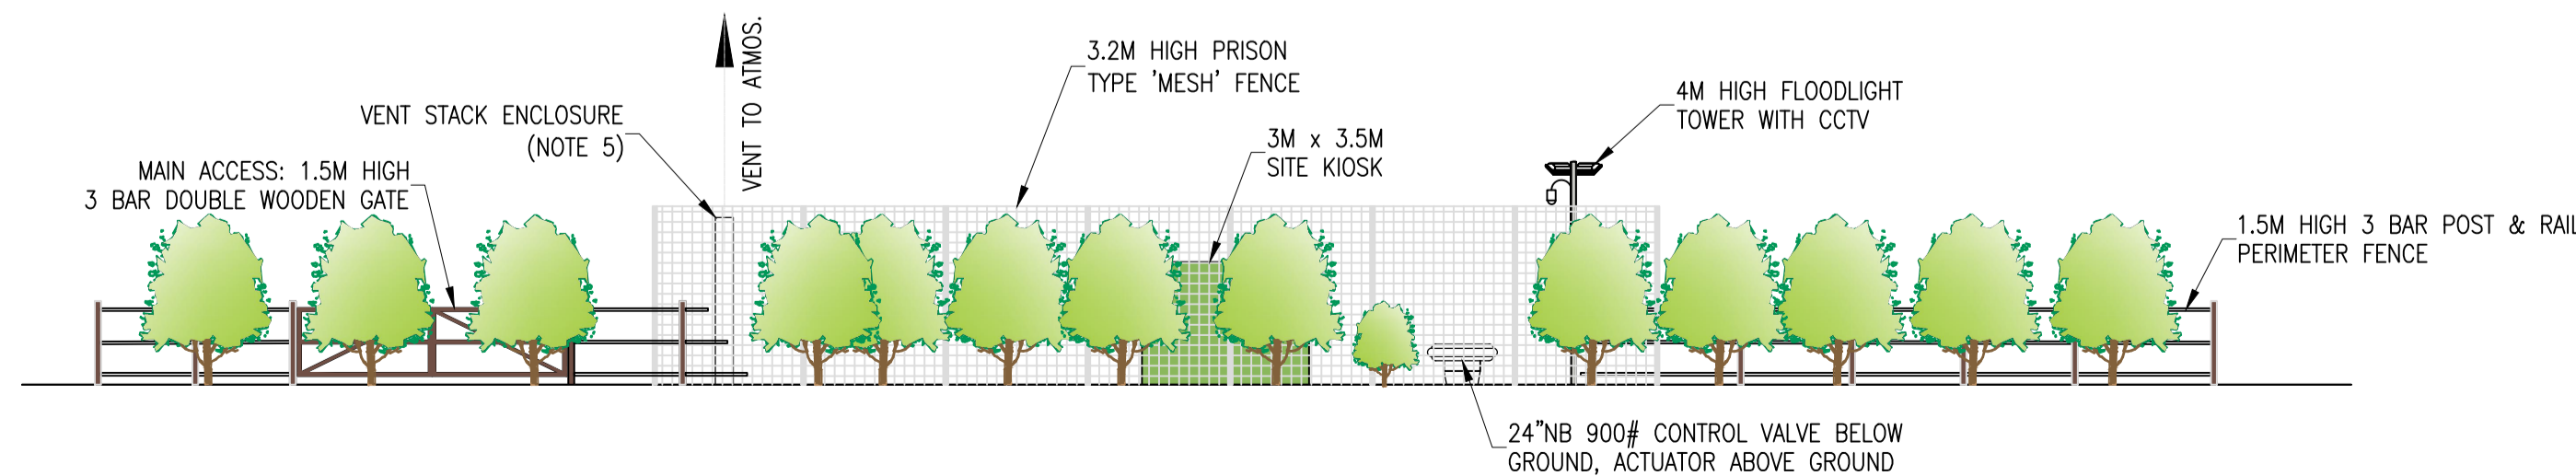 VENT TO ATMOS.
3.2M HIGH PRISON
TYPE 'MESH' FENCE
4M HIGH FLOODLIGHT
TOWER WITH CCTV
VENT STACK ENCLOSURE
(NOTE 5)
3M x 3.5M
SITE KIOSK
MAIN ACCESS: 1.5M HIGH
3 BAR DOUBLE WOODEN GATE
1.5M HIGH 3 BAR POST & RAIL
PERIMETER FENCE
24"NB 900# CONTROL VALVE BELOW
GROUND, ACTUATOR ABOVE GROUND